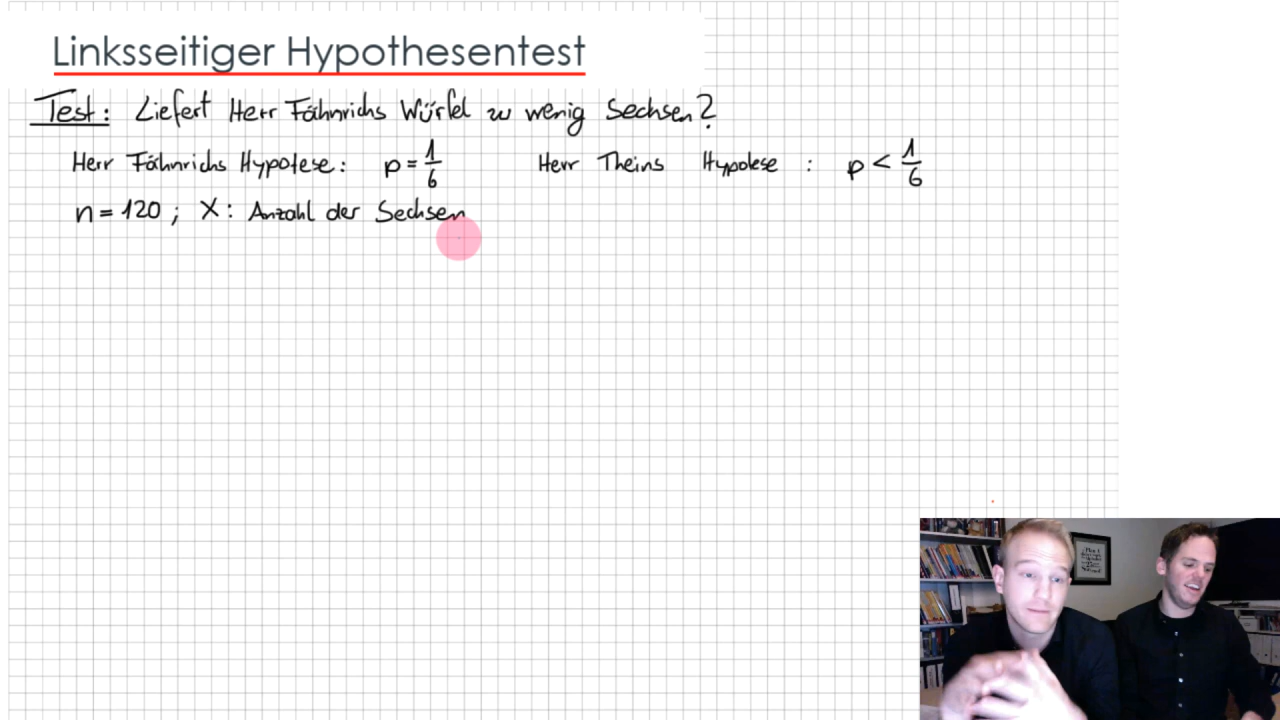 Linksseitiger Hypothesentest
Test: Liefert Herr Fähnrichs Würfel zu wenig Sechsen?
Herr Fähnrichs Hypotese: p = 1/6 Herr Theins Hypotese : p < 1/6
n = 120 ; X : Anzahl der Sechsen